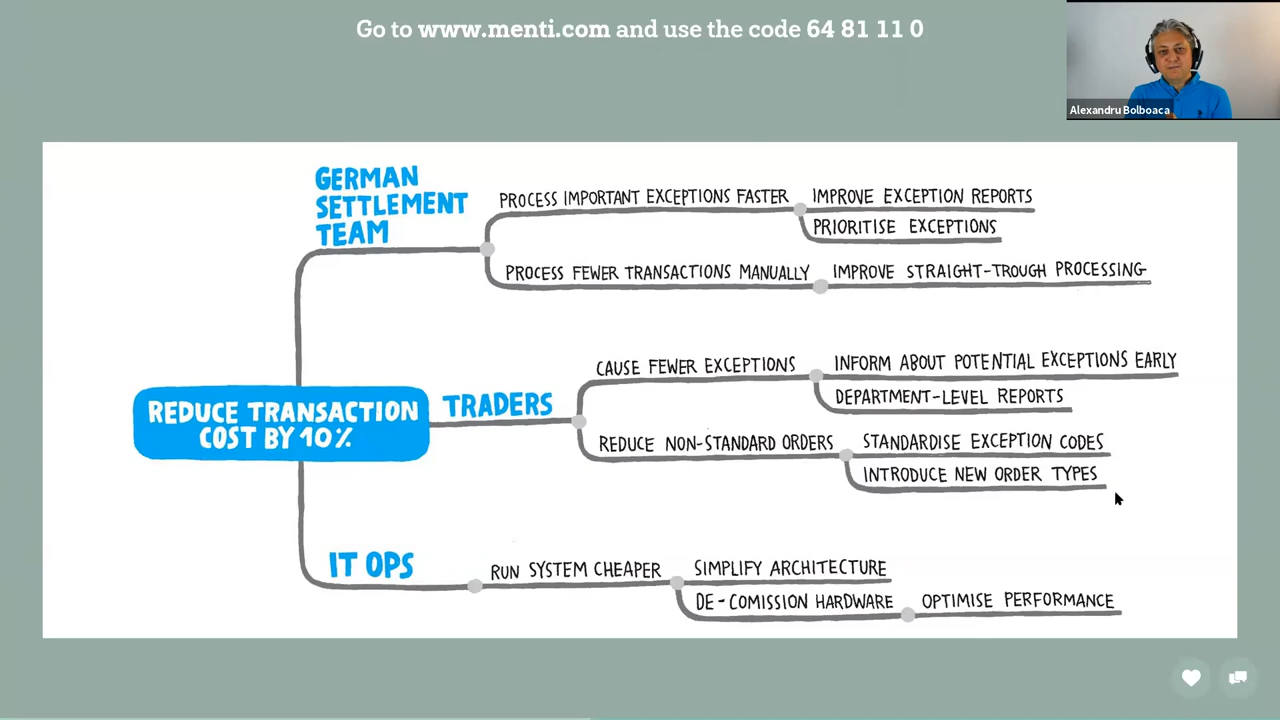 Go to www.menti.com and use the code 64 81 11 0
Alexandru Bolboaca
GERMAN
SETTLEMENT
TEAM
PROCESS IMPORTANT EXCEPTIONS FASTER
IMPROVE EXCEPTION REPORTS
PRIORITISE EXCEPTIONS
PROCESS FEWER TRANSACTIONS MANUALLY
IMPROVE STRAIGHT-TROUGH PROCESSING
REDUCE TRANSACTION
COST BY 10%
TRADERS
CAUSE FEWER EXCEPTIONS
INFORM ABOUT POTENTIAL EXCEPTIONS EARLY
DEPARTMENT-LEVEL REPORTS
REDUCE NON-STANDARD ORDERS
STANDARDISE EXCEPTION CODES
INTRODUCE NEW ORDER TYPES
IT OPS
RUN SYSTEM CHEAPER
SIMPLIFY ARCHITECTURE
DE-COMISSION HARDWARE
OPTIMISE PERFORMANCE